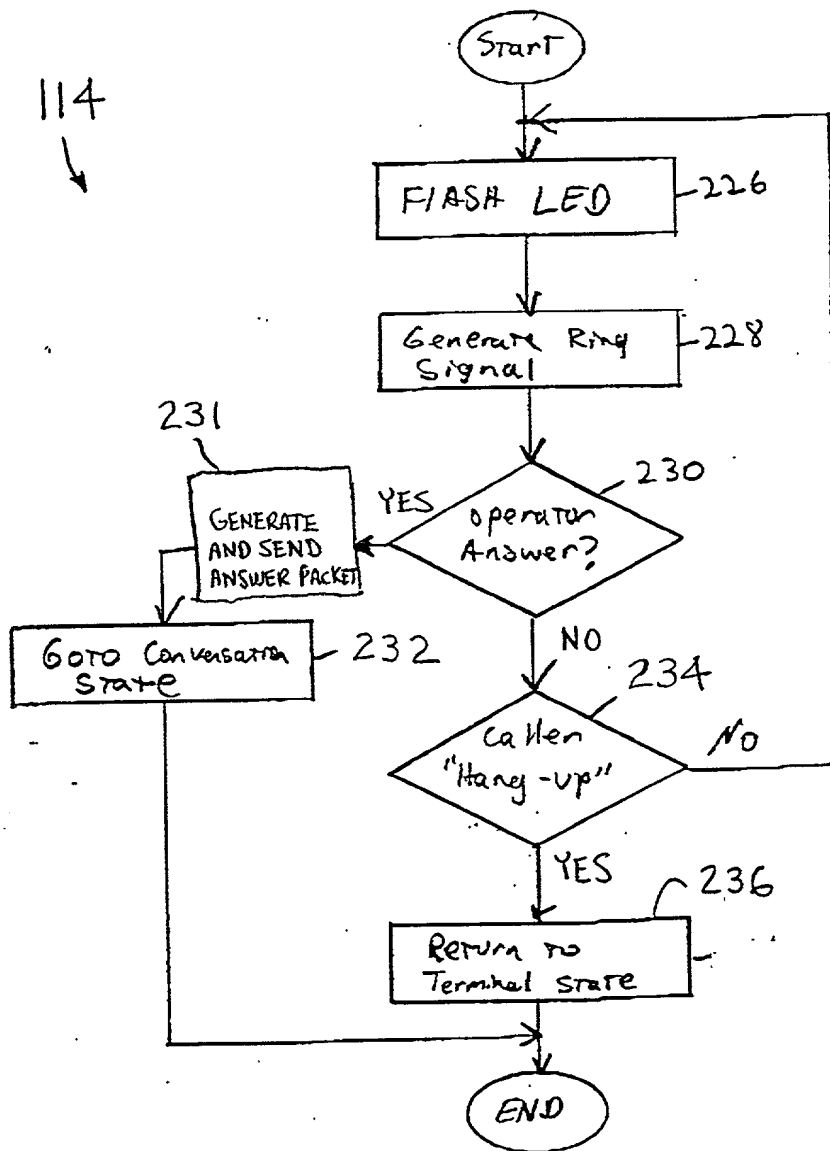 Start
114
FLASH LED
226
Generate Ring
Signal
228
231
230
YES
GENERATE
AND SEND
ANSWER PACKET
Operator
Answer?
NO
GOTO Conversation
State
232
234
Caller
"Hang-up"
NO
YES
236
Return to
Terminal State
END